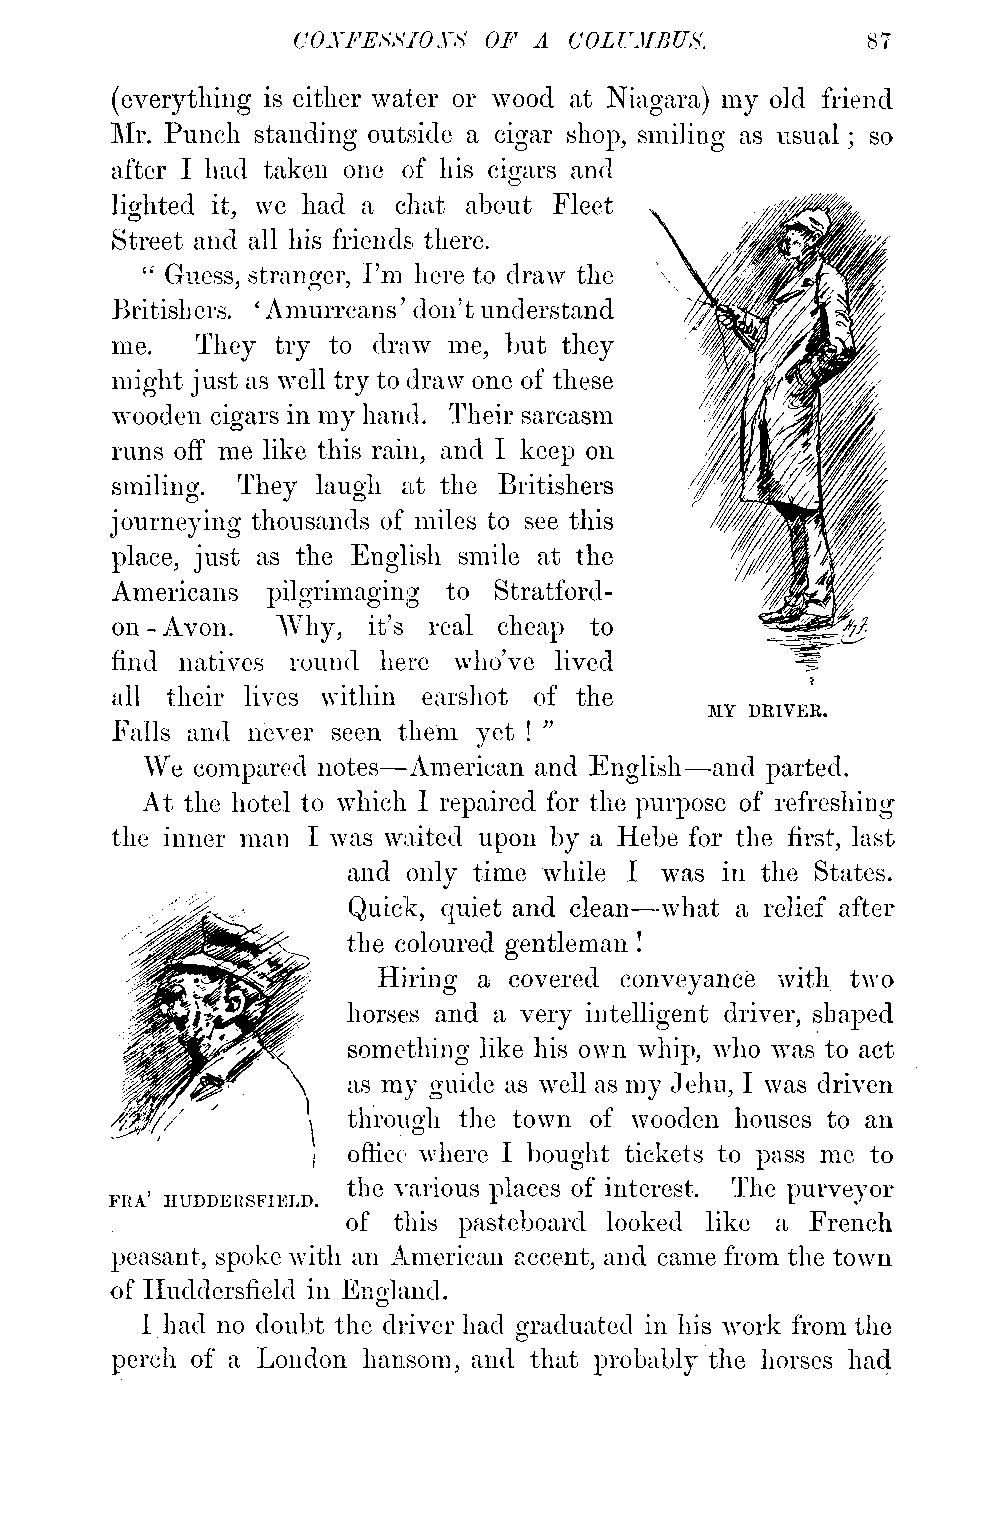 CONFESSIONS OF A COLUMBUS. 87
(everything is either water or wood at Niagara) my old friend
Mr. Punch standing outside a cigar shop, smiling as usual; so
after I had taken one of his cigars and
lighted it, we had a chat about Fleet
Street and all his friends there.
“ Guess, stranger, I’m here to draw the
Britishers. ‘Amurreans’ don’t understand
me. They try to draw me, but they
might just as well try to draw one of these
wooden cigars in my hand. Their sarcasm
runs off me like this rain, and I keep on
smiling. They laugh at the Britishers
journeying thousands of miles to see this
place, just as the English smile at the
Americans pilgrimaging to Stratford-
on-Avon. Why, it’s real cheap to
find natives round here who’ve lived
all their lives within earshot of the
Falls and never seen them yet ! ”
MY DRIVER.
We compared notes—American and English—and parted.
At the hotel to which I repaired for the purpose of refreshing
the inner man I was waited upon by a Hebe for the first, last
and only time while I was in the States.
Quick, quiet and clean—what a relief after
the coloured gentleman !
Hiring a covered conveyance with two
horses and a very intelligent driver, shaped
something like his own whip, who was to act
as my guide as well as my Jehu, I was driven
through the town of wooden houses to an
office where I bought tickets to pass me to
the various places of interest. The purveyor
of this pasteboard looked like a French
FRA’ HUDDERSFIELD.
peasant, spoke with an American accent, and came from the town
of Huddersfield in England.
I had no doubt the driver had graduated in his work from the
perch of a London hansom, and that probably the horses had